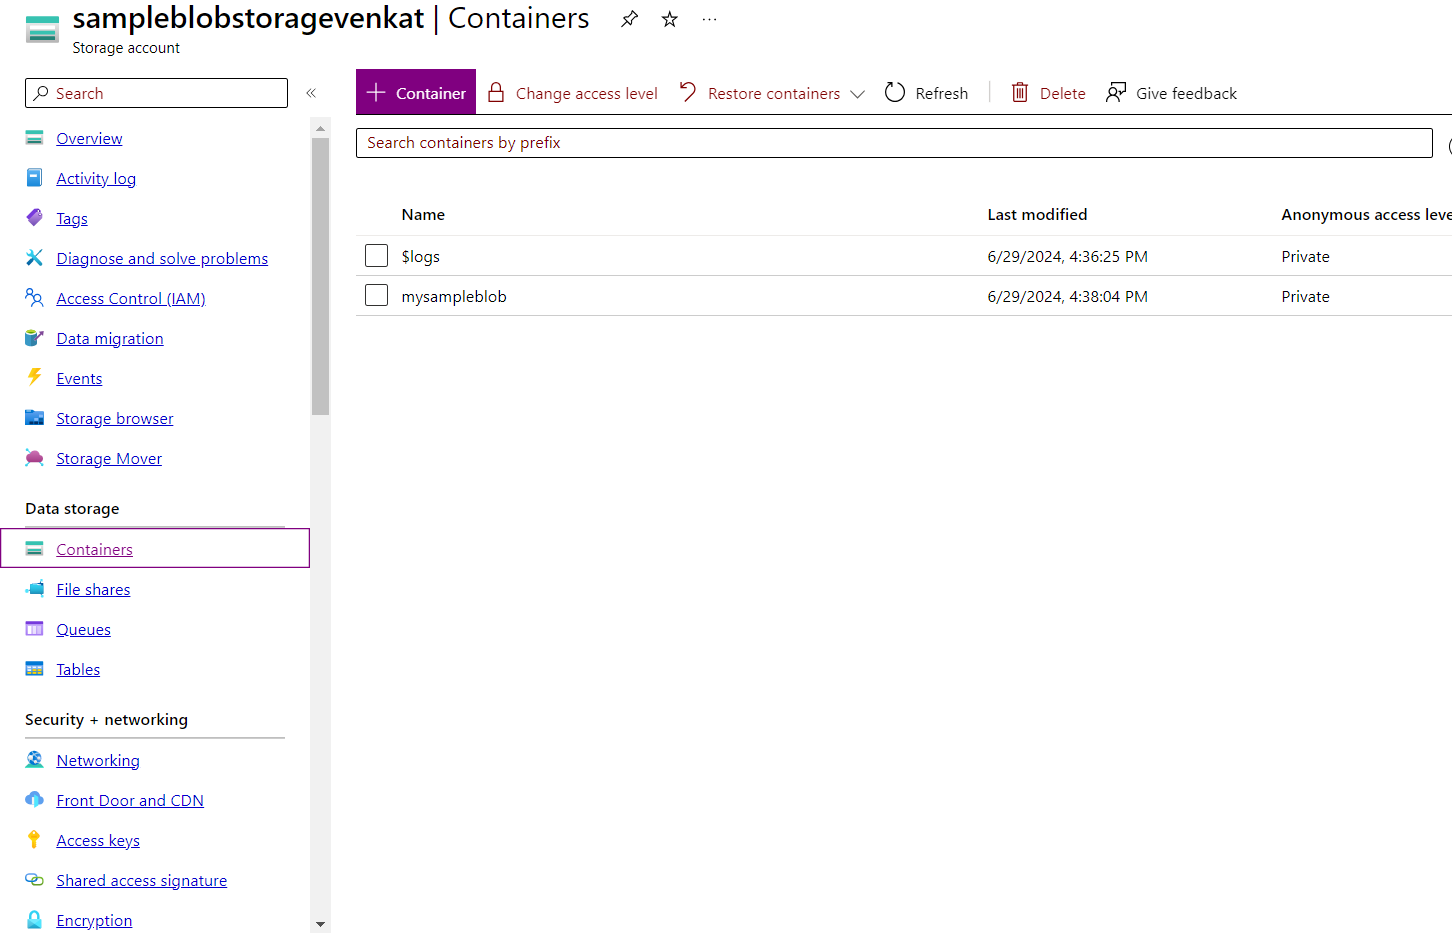 sampleblobstoragevenkat | Containers
Storage account
Search
Overview
Activity log
Tags
Diagnose and solve problems
Access Control (IAM)
Data migration
Events
Storage browser
Storage Mover
Data storage
Containers
File shares
Queues
Tables
Security + networking
Networking
Front Door and CDN
Access keys
Shared access signature
Encryption
Container Change access level Restore containers Refresh Delete Give feedback
Search containers by prefix
Name Last modified Anonymous access leve
$logs 6/29/2024, 4:36:25 PM Private
mysampleblob 6/29/2024, 4:38:04 PM Private